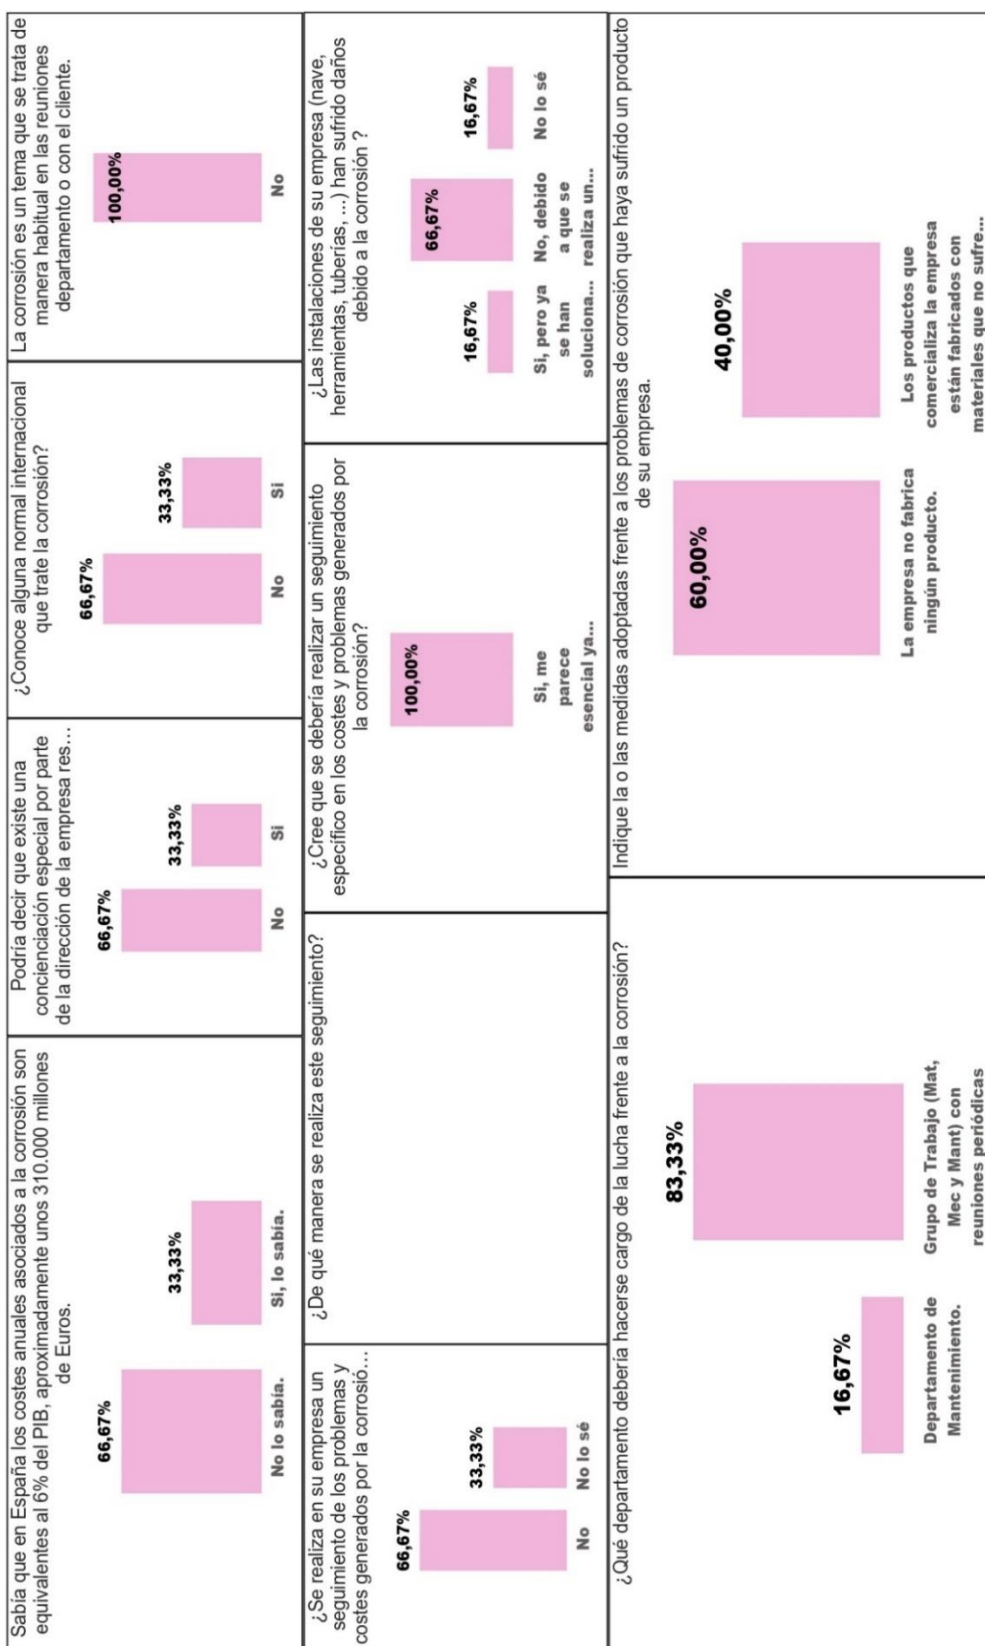 Sabía que en España los costes anuales asociados a la corrosión son
equivalentes al 6% del PIB, aproximadamente unos 310.000 millones
de Euros.
66,67%
33,33%
No lo sabía.
Si, lo sabía.
Podría decir que existe una
concienciación especial por parte
de la dirección de la empresa res...
66,67%
33,33%
No
Si
¿Conoce alguna normal internacional
que trate la corrosión?
66,67%
33,33%
No
Si
La corrosión es un tema que se trata de
manera habitual en las reuniones
departamento o con el cliente.
100,00%
No
¿Se realiza en su empresa un
seguimiento de los problemas y
costes generados por la corrosió...
66,67%
33,33%
No
No lo sé
¿De qué manera se realiza este seguimiento?
¿Cree que se debería realizar un seguimiento
específico en los costes y problemas generados por
la corrosión?
100,00%
Si, me
parece
esencial ya...
¿Las instalaciones de su empresa (nave,
herramientas, tuberías, ...) han sufrido daños
debido a la corrosión ?
16,67%
66,67%
16,67%
Si, pero ya
se han
soluciona...
No, debido
a que se
realiza un...
No lo sé
¿Qué departamento debería hacerse cargo de la lucha frente a la corrosión?
16,67%
83,33%
Departamento de
Mantenimiento.
Grupo de Trabajo (Mat,
Mec y Mant) con
reuniones periódicas
Indique la o las medidas adoptadas frente a los problemas de corrosión que haya sufrido un producto
de su empresa.
60,00%
40,00%
La empresa no fabrica
ningún producto.
Los productos que
comercializa la empresa
están fabricados con
materiales que no sufre...